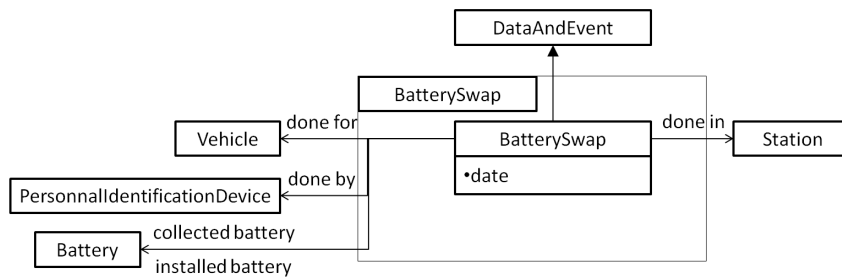 DataAndEvent
BatterySwap
done for
Vehicle
BatterySwap
done in
Station
•date
done by
PersonnalIdentificationDevice
collected battery
Battery
installed battery